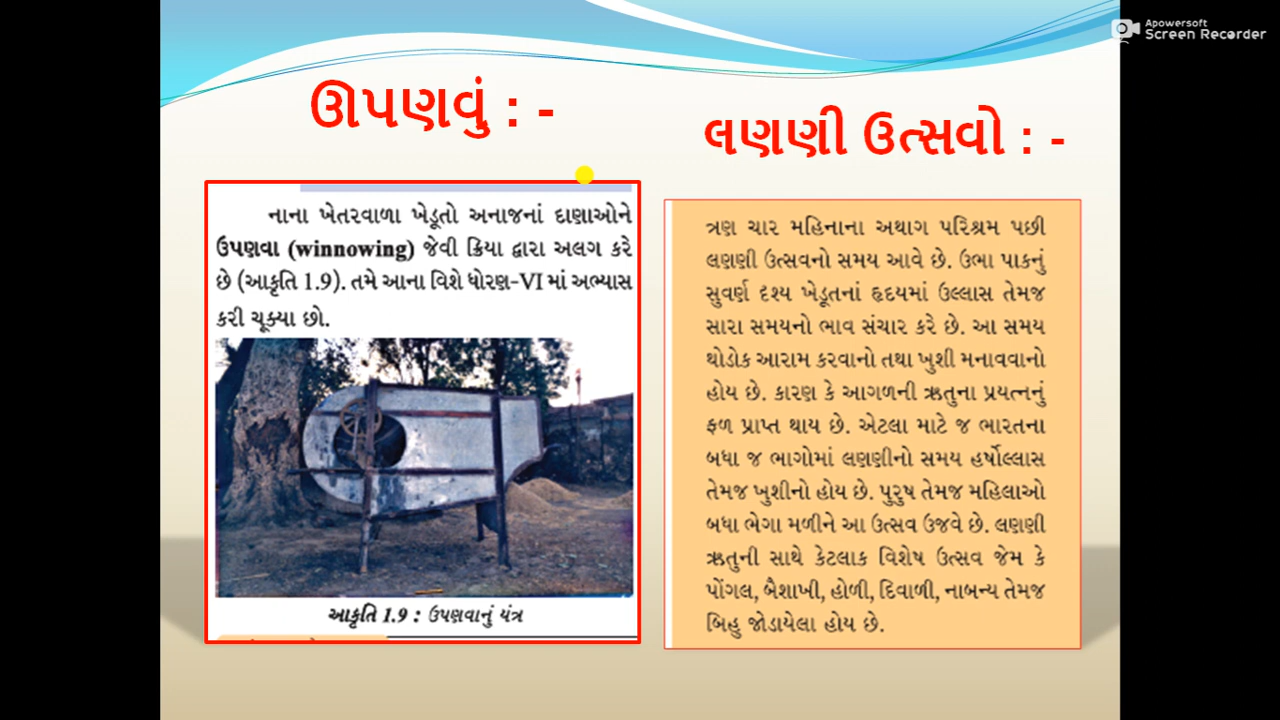 Apowersoft
Screen Recorder
ઊપણવું : -
નાના ખેતરવાળા ખેડૂતો અનાજનાં દાણાઓને
ઉપણવા (winnowing) જેવી ક્રિયા દ્વારા અલગ કરે
છે (આકૃતિ 1.9). તમે આના વિશે ધોરણ-VI માં અભ્યાસ
કરી ચૂક્યા છો.
આકૃતિ 1.9 : ઉપણવાનું યંત્ર
લણણી ઉત્સવો : -
ત્રણ ચાર મહિનાના અથાગ પરિશ્રમ પછી
લણણી ઉત્સવનો સમય આવે છે. ઉભા પાકનું
સુવર્ણ દૃશ્ય ખેડૂતનાં હૃદયમાં ઉલ્લાસ તેમજ
સારા સમયનો ભાવ સંચાર કરે છે. આ સમય
થોડોક આરામ કરવાનો તથા ખુશી મનાવવાનો
હોય છે. કારણ કે આગળની ઋતુના પ્રયત્નનું
ફળ પ્રાપ્ત થાય છે. એટલા માટે જ ભારતના
બધા જ ભાગોમાં લણણીનો સમય હર્ષોલ્લાસ
તેમજ ખુશીનો હોય છે. પુરુષ તેમજ મહિલાઓ
બધા ભેગા મળીને આ ઉત્સવ ઉજવે છે. લણણી
ઋતુની સાથે કેટલાક વિશેષ ઉત્સવ જેમ કે
પોંગલ, બૈશાખી, હોળી, દિવાળી, નાબન્ય તેમજ
બિહુ જોડાયેલા હોય છે.